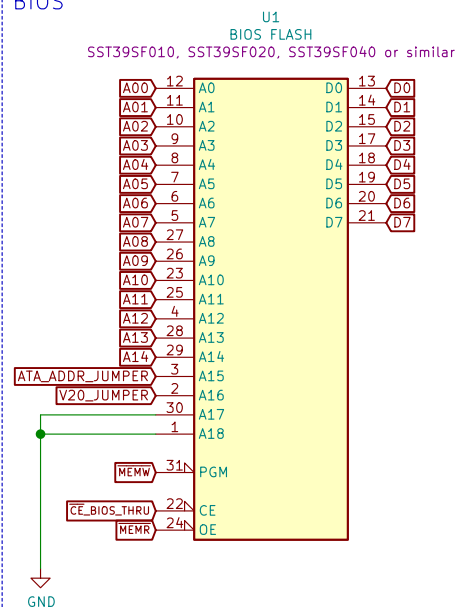 BIOS
U1
BIOS FLASH
SST39SF010, SST39SF020, SST39SF040 or similar
A00 12 A0 D0 13 D0
A01 11 A1 D1 14 D1
A02 10 A2 D2 15 D2
A03 9 A3 D3 17 D3
A04 8 A4 D4 18 D4
A05 7 A5 D5 19 D5
A06 6 A6 D6 20 D6
A07 5 A7 D7 21 D7
A08 27 A8
A09 26 A9
A10 23 A10
A11 25 A11
A12 4 A12
A13 28 A13
A14 29 A14
ATA_ADDR_JUMPER 3 A15
V20_JUMPER 2 A16
30 A17
1 A18
MEMW 31 PGM
CE_BIOS_THRU 22 CE
MEMR 24 OE
GND